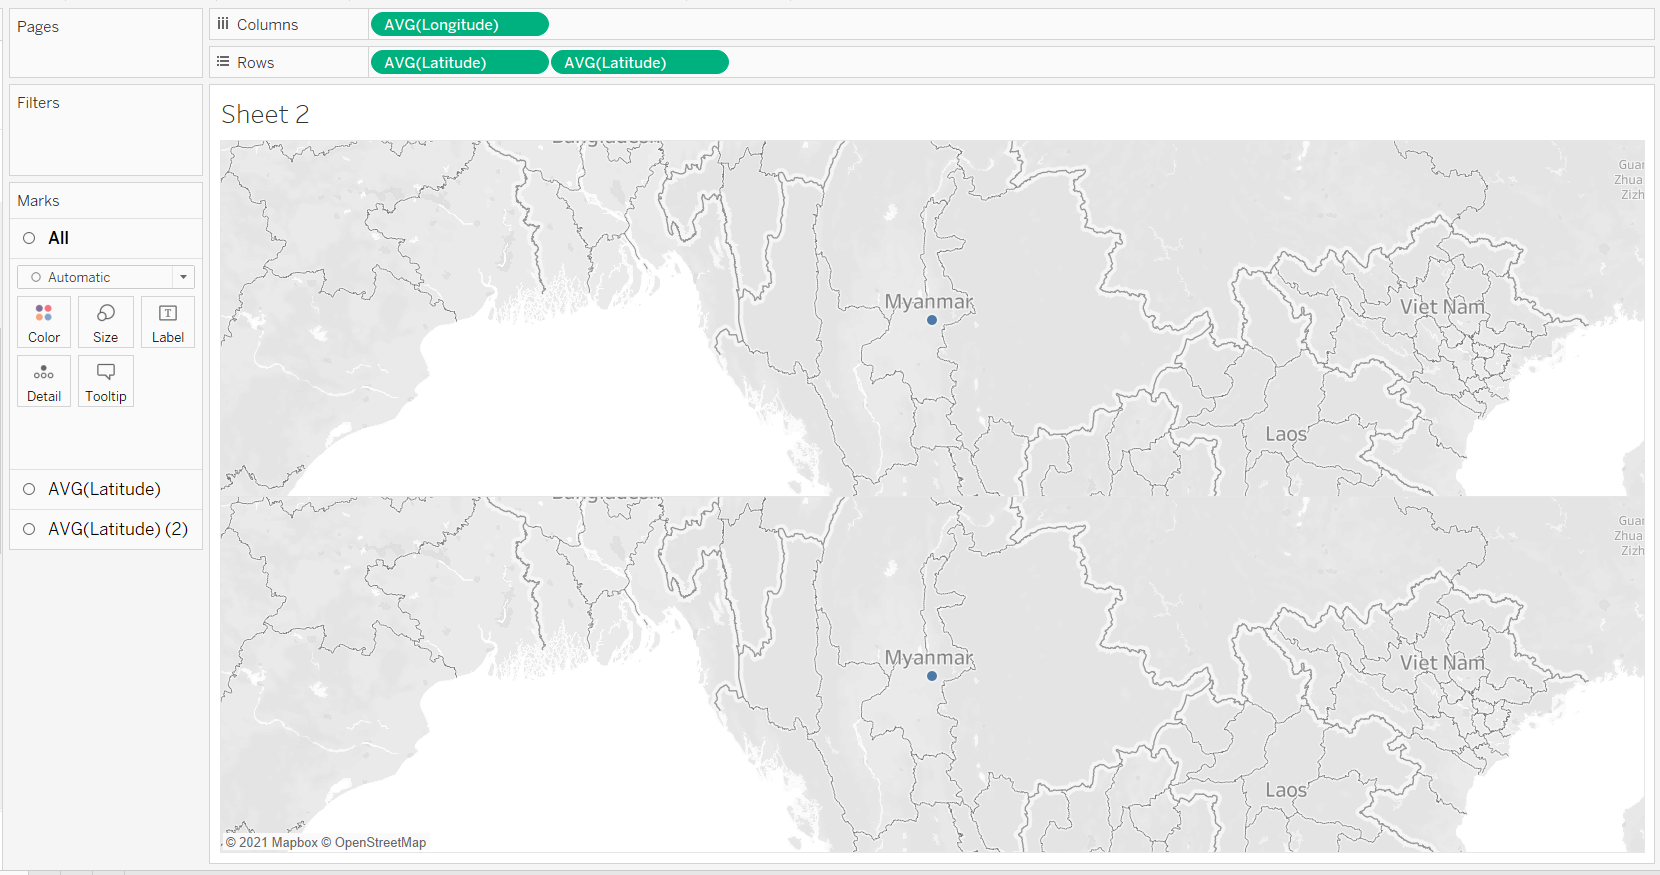 Pages
Columns
AVG(Longitude)
Rows
AVG(Latitude)
AVG(Latitude)
Filters
Marks
All
Automatic
Color
Size
Label
Detail
Tooltip
AVG(Latitude)
AVG(Latitude) (2)
Sheet 2
Guan
Zhua
Zizh
Myanmar
Viet Nam
Laos
Guan
Zhua
Zizh
Myanmar
Viet Nam
Laos
© 2021 Mapbox © OpenStreetMap